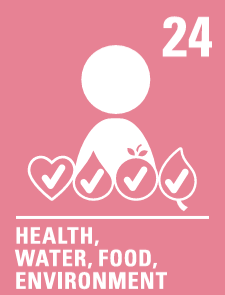 24
HEALTH,
WATER, FOOD,
ENVIRONMENT